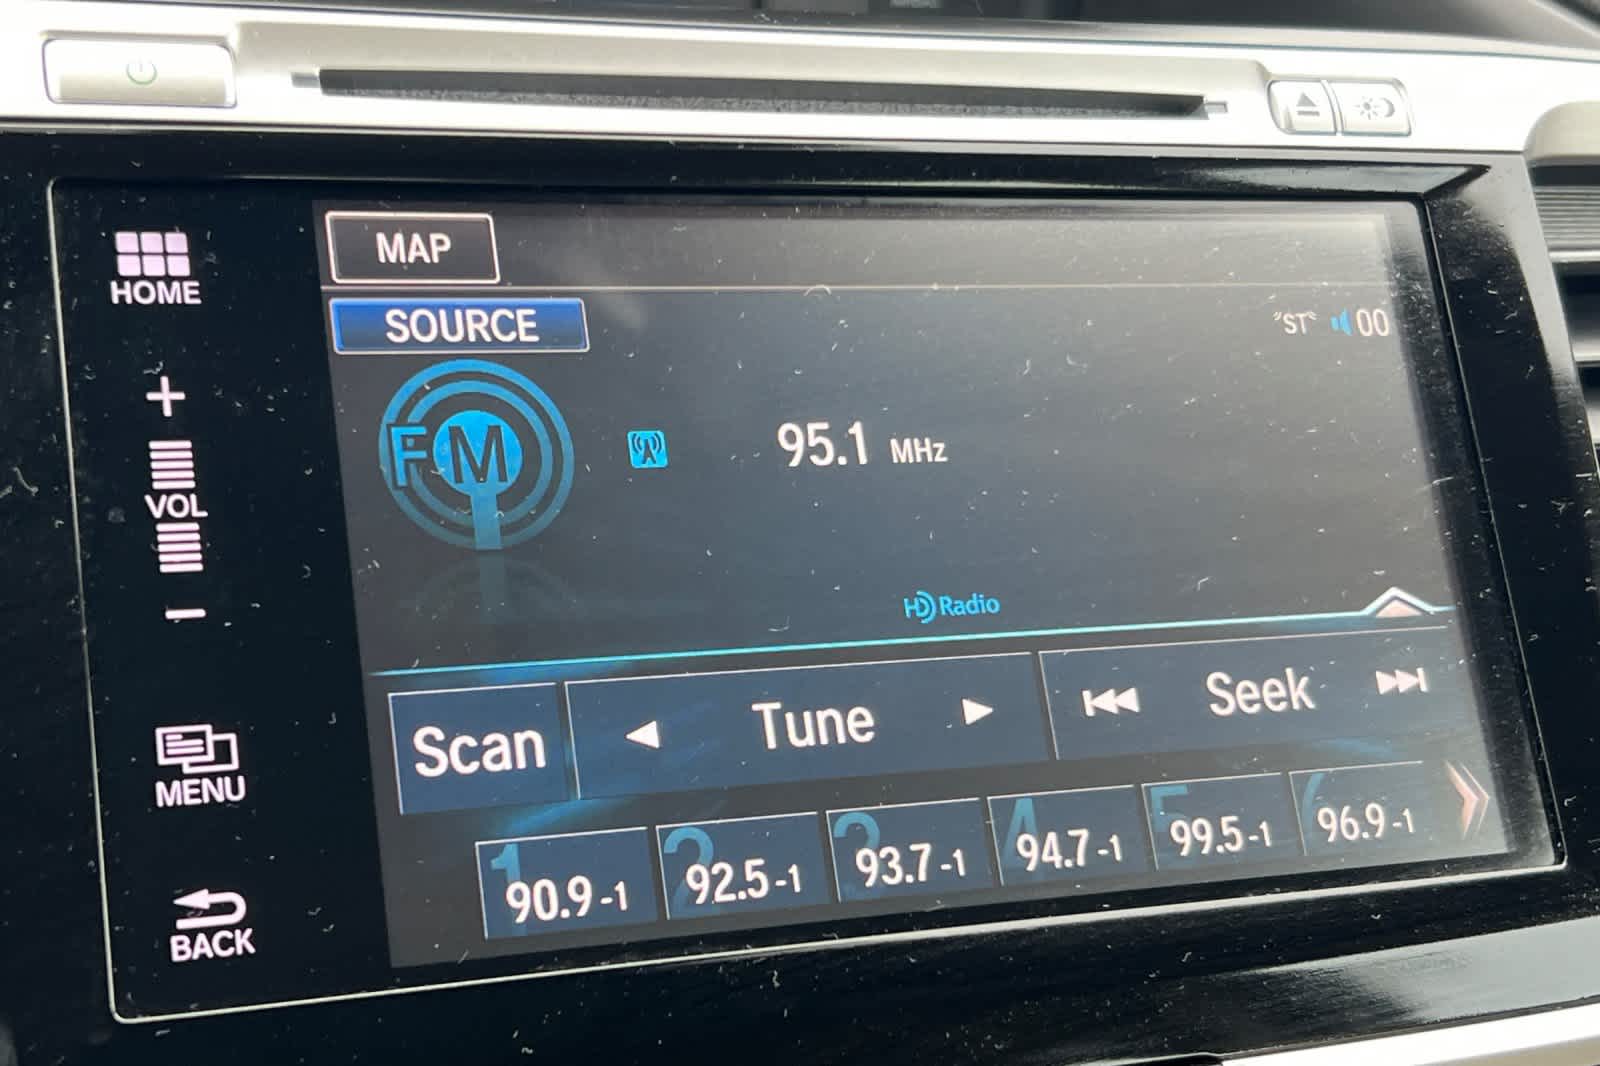 HOME
VOL
MENU
BACK
MAP
SOURCE
"ST" 00
FM
95.1 MHz
HD Radio
Scan Tune Seek
1 90.9-1
2 92.5-1
3 93.7-1
4 94.7-1
5 99.5-1
6 96.9-1